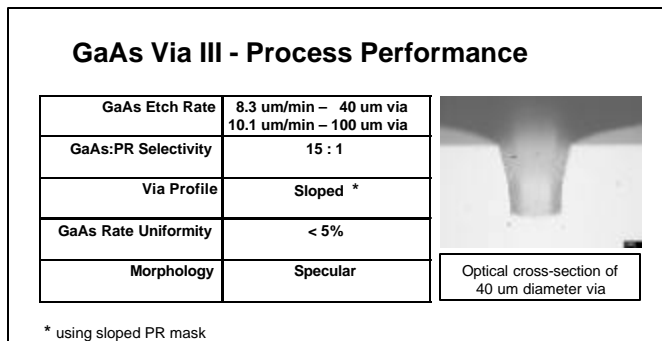 GaAs Via III - Process Performance
GaAs Etch Rate 8.3 um/min – 40 um via
10.1 um/min – 100 um via
GaAs:PR Selectivity 15 : 1
Via Profile Sloped *
GaAs Rate Uniformity < 5%
Morphology Specular
Optical cross-section of
40 um diameter via
* using sloped PR mask